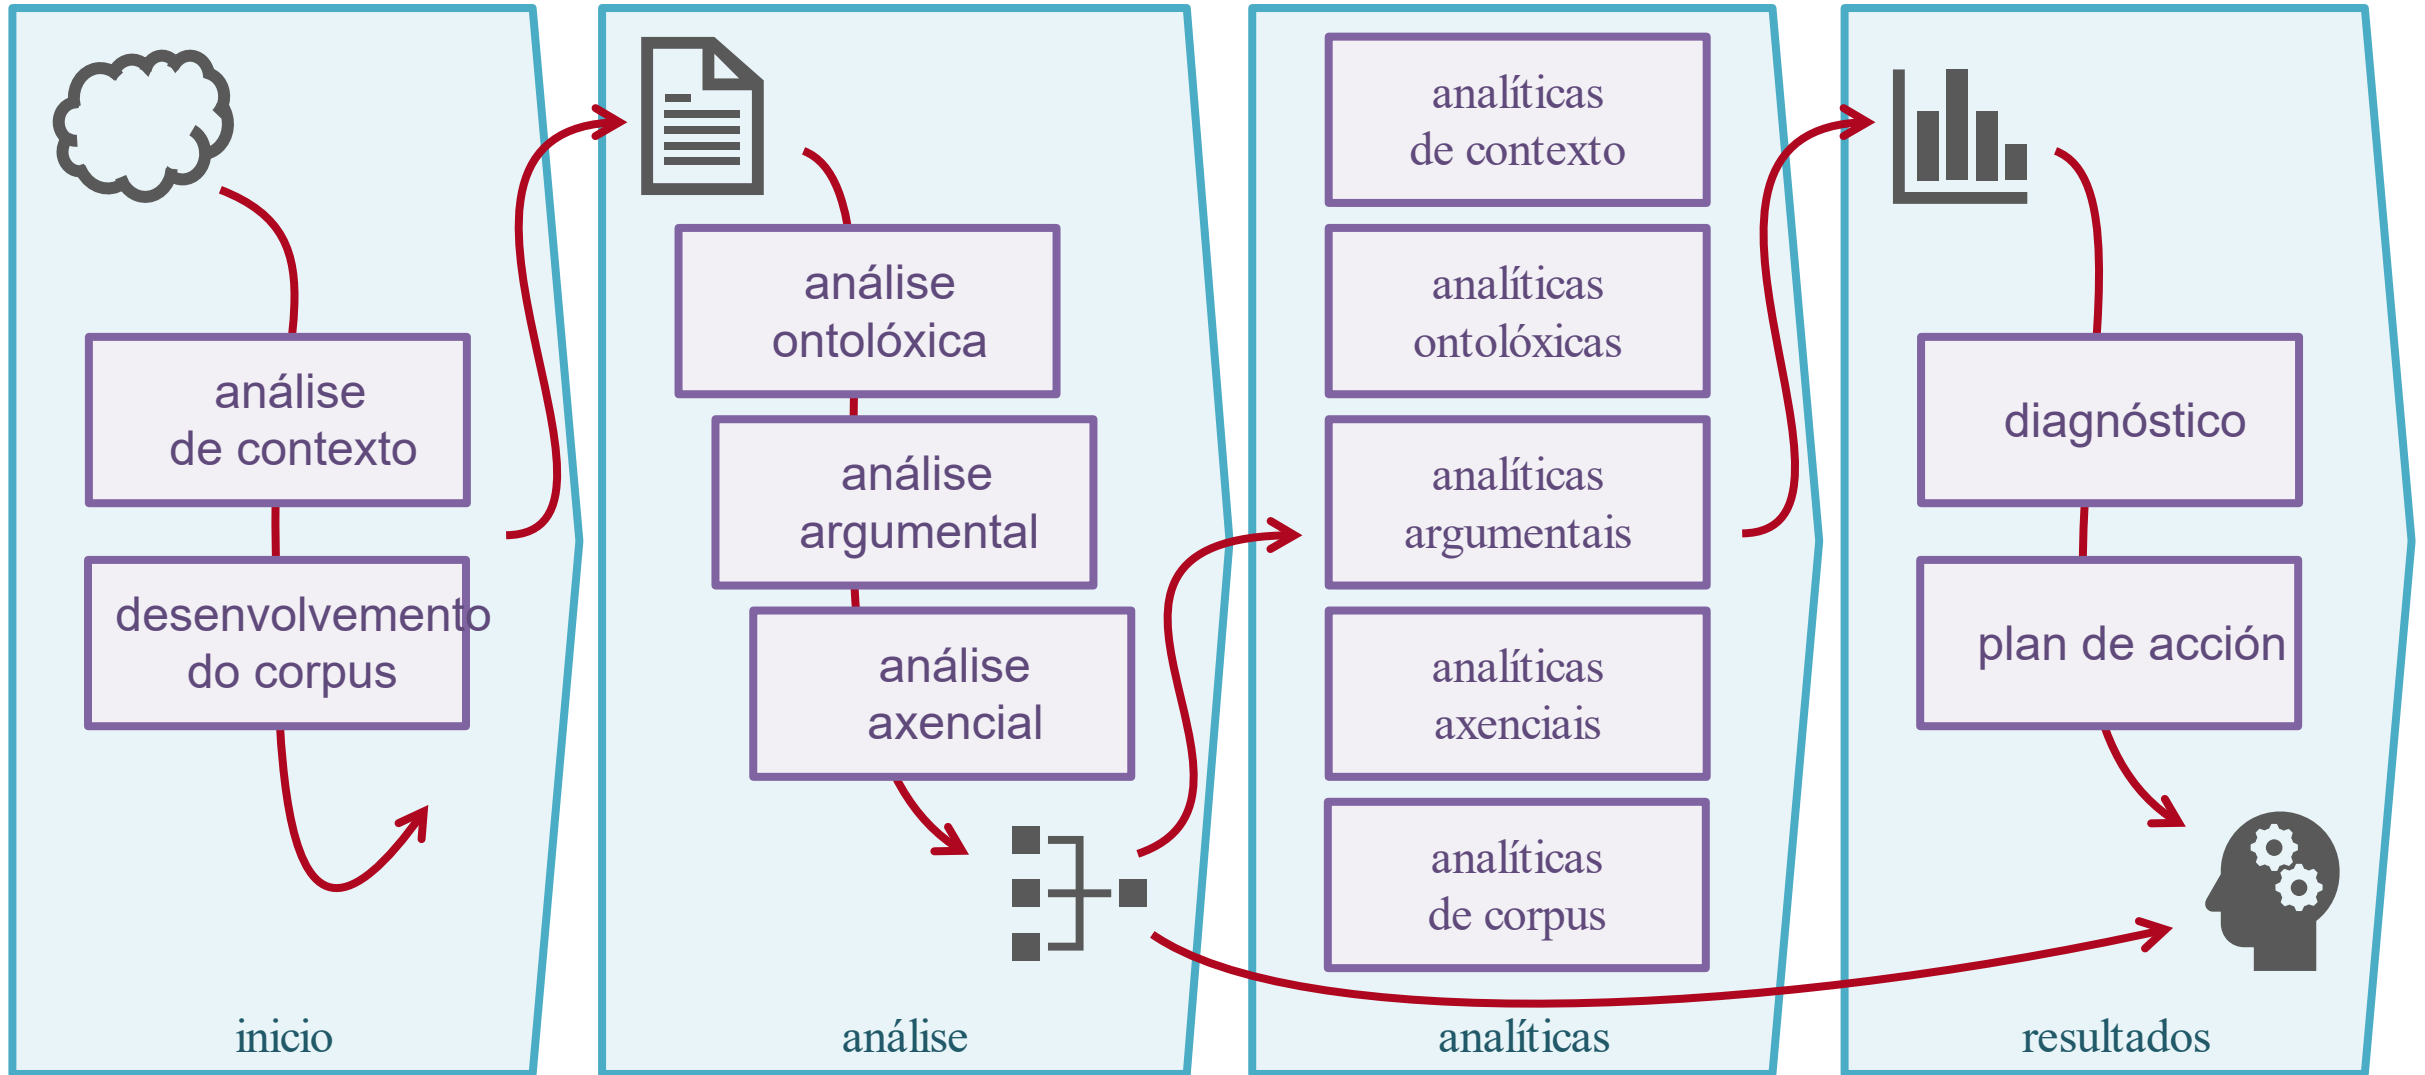 análise
de contexto
desenvolvemento
do corpus
inicio
análise
ontolóxica
análise
argumental
análise
axencial
análise
analíticas
de contexto
analíticas
ontolóxicas
analíticas
argumentais
analíticas
axenciais
analíticas
de corpus
analíticas
diagnóstico
plan de acción
resultados